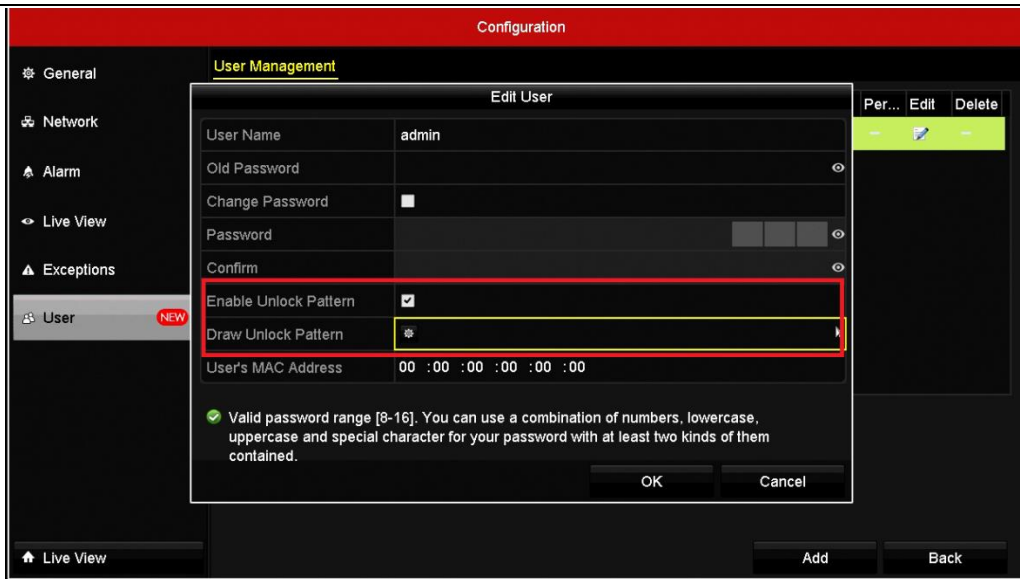 Configuration
General
Network
Alarm
Live View
Exceptions
User NEW
Live View
User Management
Per... Edit Delete
Edit User
User Name admin
Old Password
Change Password
Password
Confirm
Enable Unlock Pattern
Draw Unlock Pattern
User's MAC Address 00 :00 :00 :00 :00 :00
Valid password range [8-16]. You can use a combination of numbers, lowercase,
uppercase and special character for your password with at least two kinds of them
contained.
OK Cancel
Add Back